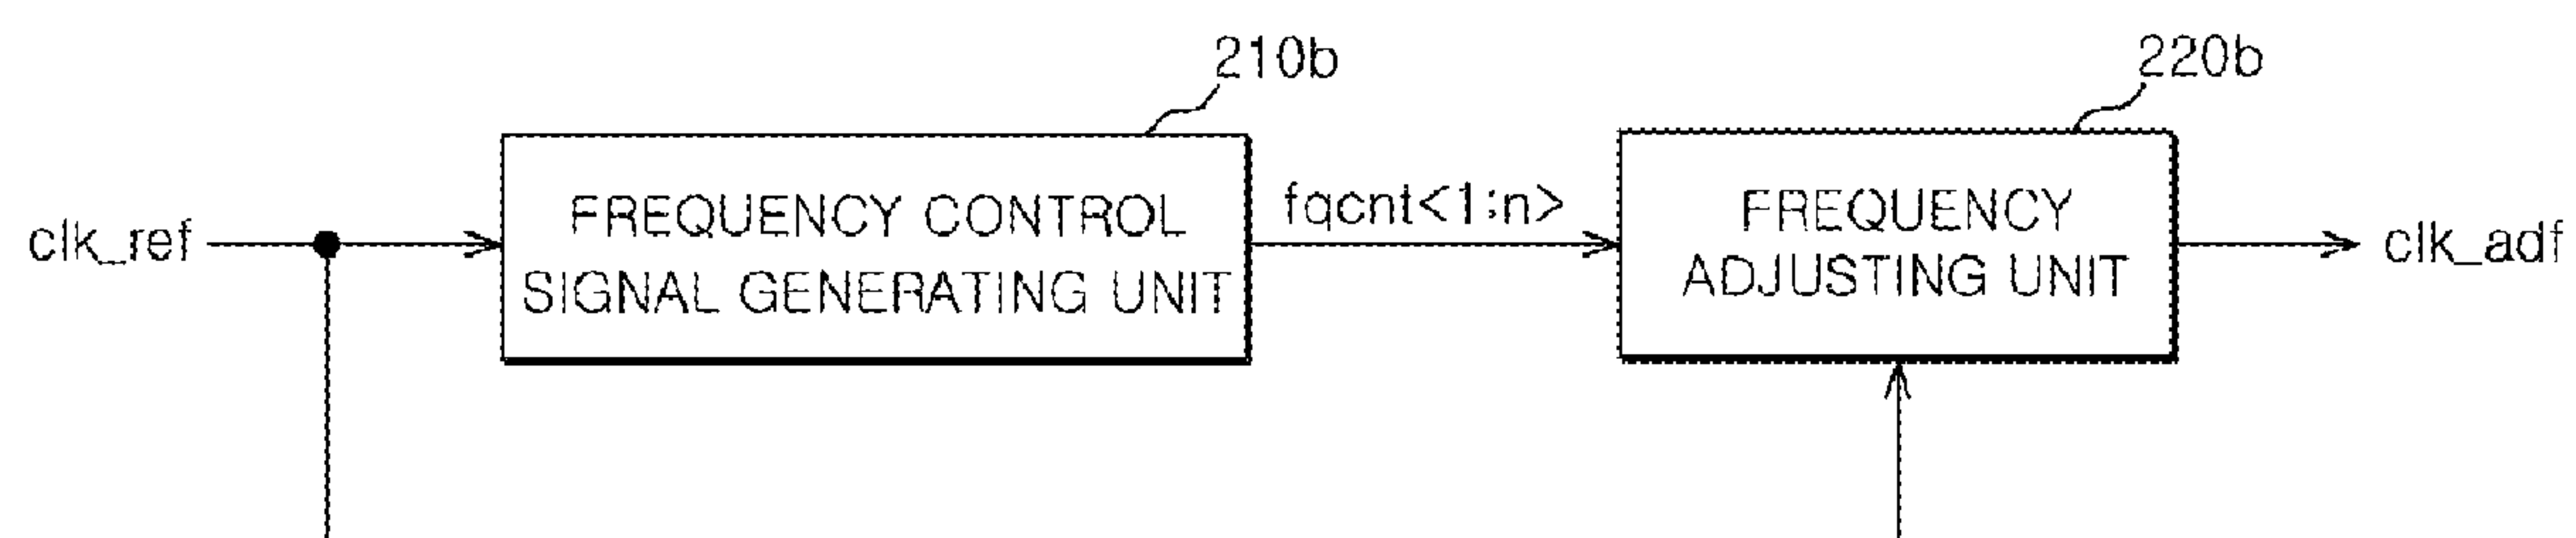 210b
220b
clk_ref
FREQUENCY CONTROL
SIGNAL GENERATING UNIT
fqcnt<1:n>
FREQUENCY
ADJUSTING UNIT
clk_adf